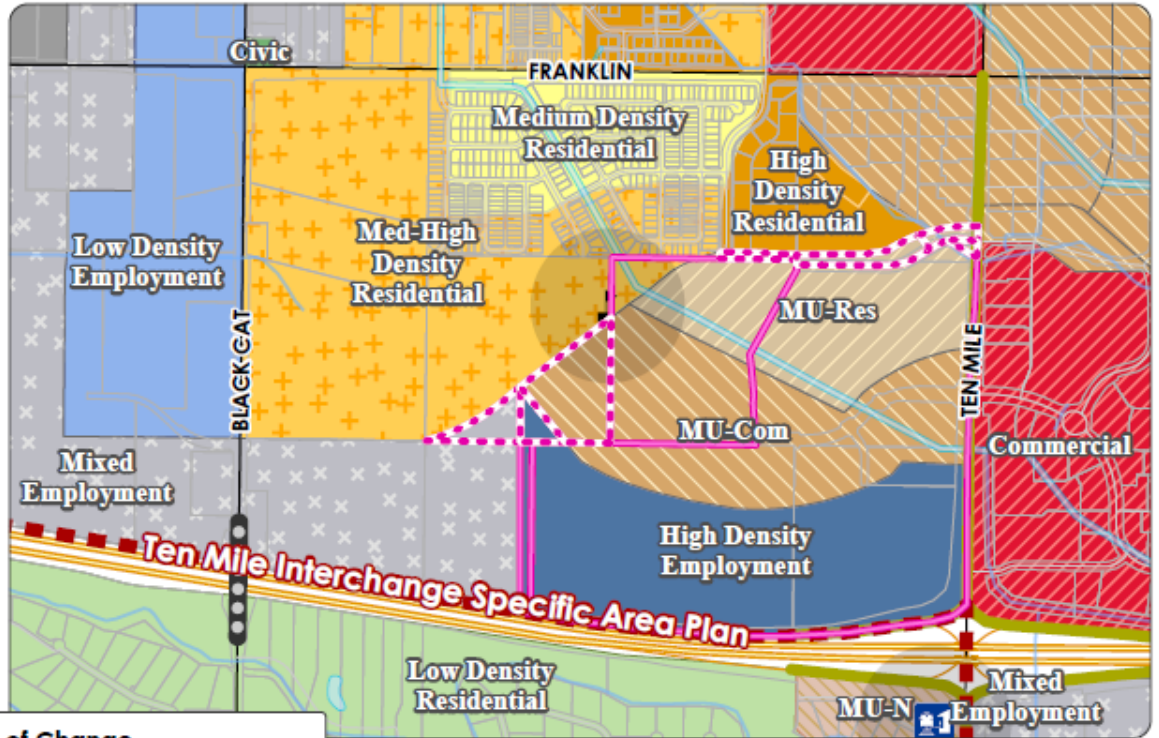 Civic
FRANKLIN
Medium Density
Residential
High
Density
Residential
Med-High
Density
Residential
Low Density
Employment
MU-Res
BLACK CAT
TEN MILE
MU-Com
Commercial
Mixed
Employment
High Density
Employment
Ten Mile Interchange Specific Area Plan
Low Density
Residential
MU-N
Mixed
Employment
of Change